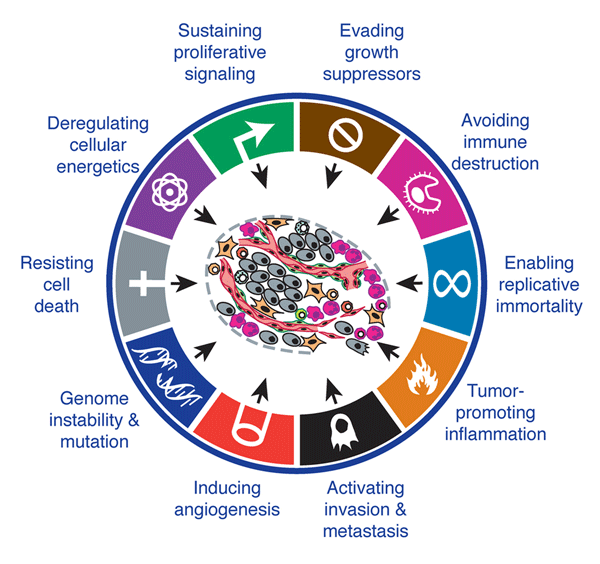 Sustaining
proliferative
signaling
Evading
growth
suppressors
Deregulating
cellular
energetics
Avoiding
immune
destruction
Resisting
cell
death
Enabling
replicative
immortality
Genome
instability &
mutation
Tumor-
promoting
inflammation
Inducing
angiogenesis
Activating
invasion &
metastasis